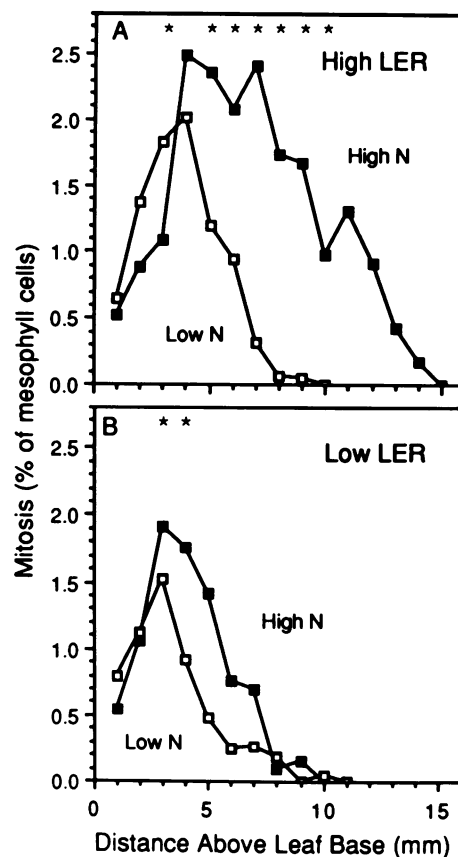 A
* * * * * * *
High LER
High N
Low N
2.5
2.0
1.5
1.0
0.5
0.0
B
* *
Low LER
High N
Low N
2.5
2.0
1.5
1.0
0.5
0.0
0 5 10 15
Mitosis (% of mesophyll cells)
Distance Above Leaf Base (mm)